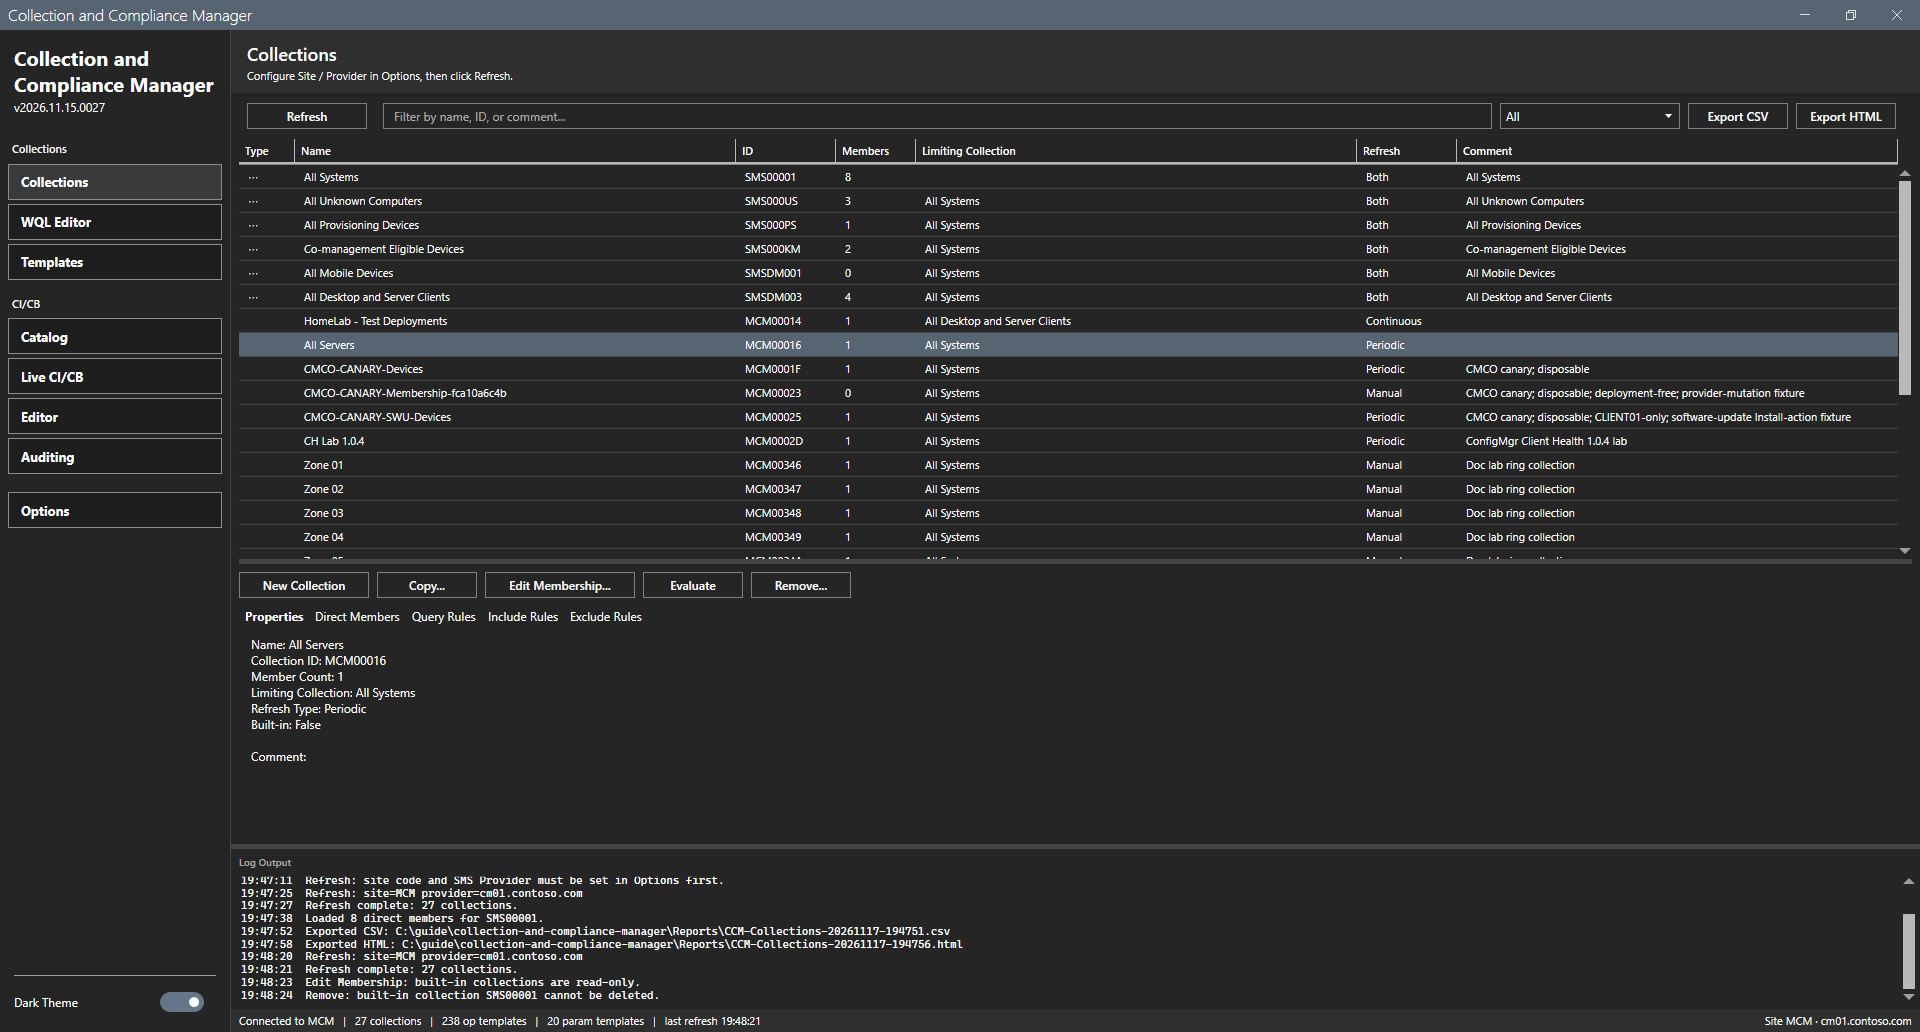 Collection and Compliance Manager
Collection and
Compliance Manager
v2026.11.15.0027
Collections
Collections
WQL Editor
Templates
CI/CB
Catalog
Live CI/CB
Editor
Auditing
Options
Dark Theme
Collections
Configure Site / Provider in Options, then click Refresh.
Refresh Filter by name, ID, or comment... All Export CSV Export HTML
Type Name ID Members Limiting Collection Refresh Comment
... All Systems SMS00001 8 Both All Systems
... All Unknown Computers SMS000US 3 All Systems Both All Unknown Computers
... All Provisioning Devices SMS000PS 1 All Systems Both All Provisioning Devices
... Co-management Eligible Devices SMS000KM 2 All Systems Both Co-management Eligible Devices
... All Mobile Devices SMSDM001 0 All Systems Both All Mobile Devices
... All Desktop and Server Clients SMSDM003 4 All Systems Both All Desktop and Server Clients
HomeLab - Test Deployments MCM00014 1 All Desktop and Server Clients Continuous
All Servers MCM00016 1 All Systems Periodic
CMCO-CANARY-Devices MCM0001F 1 All Systems Periodic CMCO canary; disposable
CMCO-CANARY-Membership-fca10a6c4b MCM00023 0 All Systems Manual CMCO canary; disposable; deployment-free; provider-mutation fixture
CMCO-CANARY-SWU-Devices MCM00025 1 All Systems Periodic CMCO canary; disposable; CLIENT01-only; software-update Install-action fixture
CH Lab 1.0.4 MCM0002D 1 All Systems Periodic ConfigMgr Client Health 1.0.4 lab
Zone 01 MCM00346 1 All Systems Manual Doc lab ring collection
Zone 02 MCM00347 1 All Systems Manual Doc lab ring collection
Zone 03 MCM00348 1 All Systems Manual Doc lab ring collection
Zone 04 MCM00349 1 All Systems Manual Doc lab ring collection
New Collection Copy... Edit Membership... Evaluate Remove...
Properties Direct Members Query Rules Include Rules Exclude Rules
Name: All Servers
Collection ID: MCM00016
Member Count: 1
Limiting Collection: All Systems
Refresh Type: Periodic
Built-in: False
Comment:
Log Output
19:47:11 Refresh: site code and SMS Provider must be set in Options first.
19:47:25 Refresh: site=MCM provider=cm01.contoso.com
19:47:27 Refresh complete: 27 collections.
19:47:38 Loaded 8 direct members for SMS00001.
19:47:52 Exported CSV: C:\guide\collection-and-compliance-manager\Reports\CCM-Collections-20261117-194751.csv
19:47:58 Exported HTML: C:\guide\collection-and-compliance-manager\Reports\CCM-Collections-20261117-194756.html
19:48:20 Refresh: site=MCM provider=cm01.contoso.com
19:48:21 Refresh complete: 27 collections.
19:48:23 Edit Membership: built-in collections are read-only.
19:48:24 Remove: built-in collection SMS00001 cannot be deleted.
Connected to MCM | 27 collections | 238 op templates | 20 param templates | last refresh 19:48:21
Site MCM · cm01.contoso.com